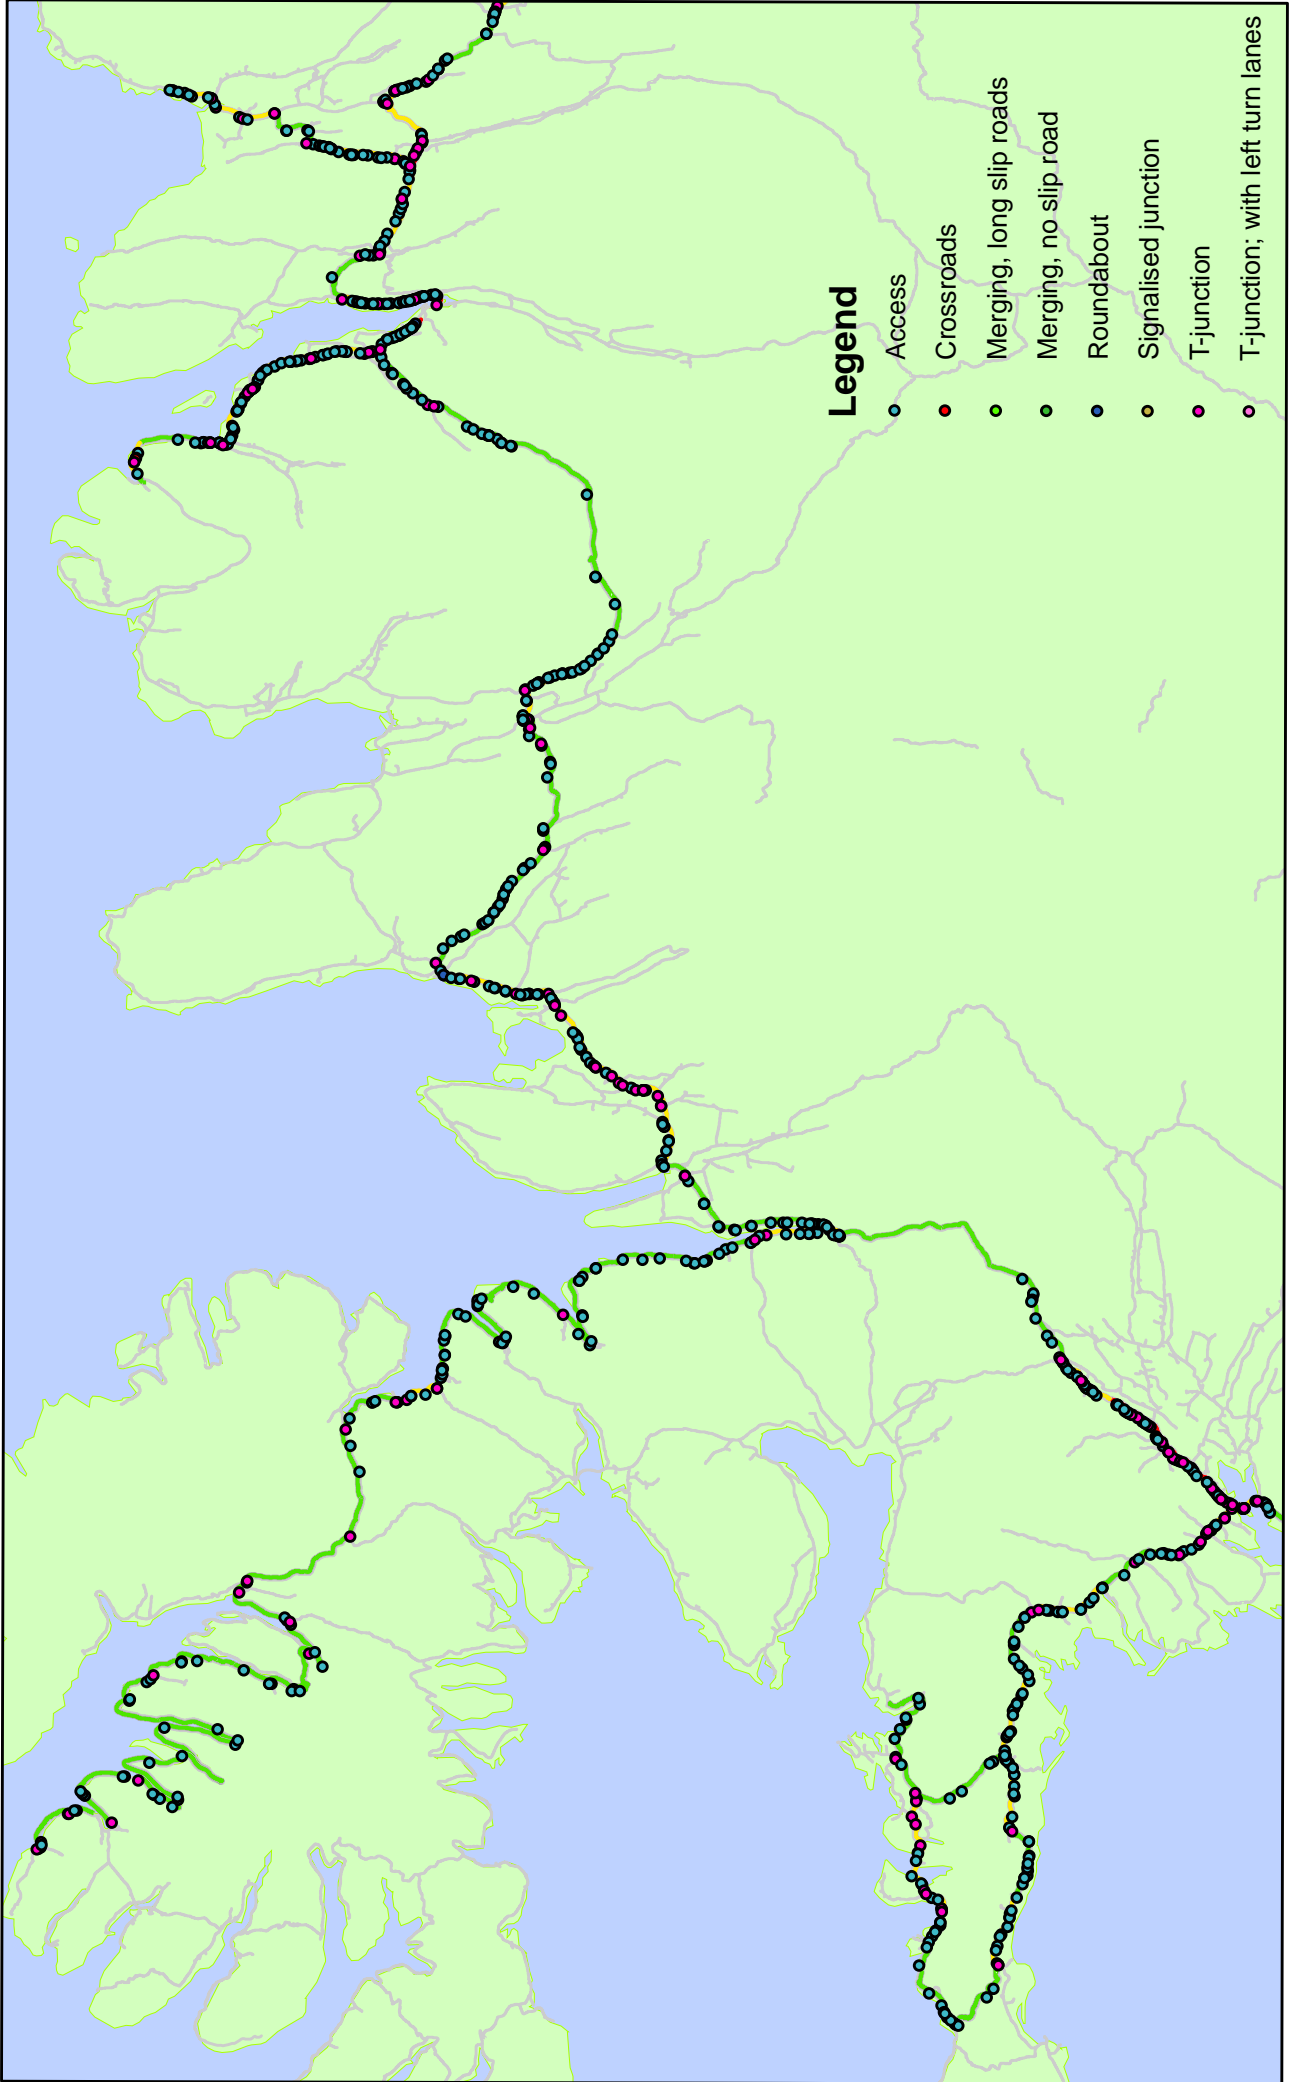 Legend
Access
Crossroads
Merging, long slip roads
Merging, no slip road
Roundabout
Signalised junction
T-junction
T-junction; with left turn lanes